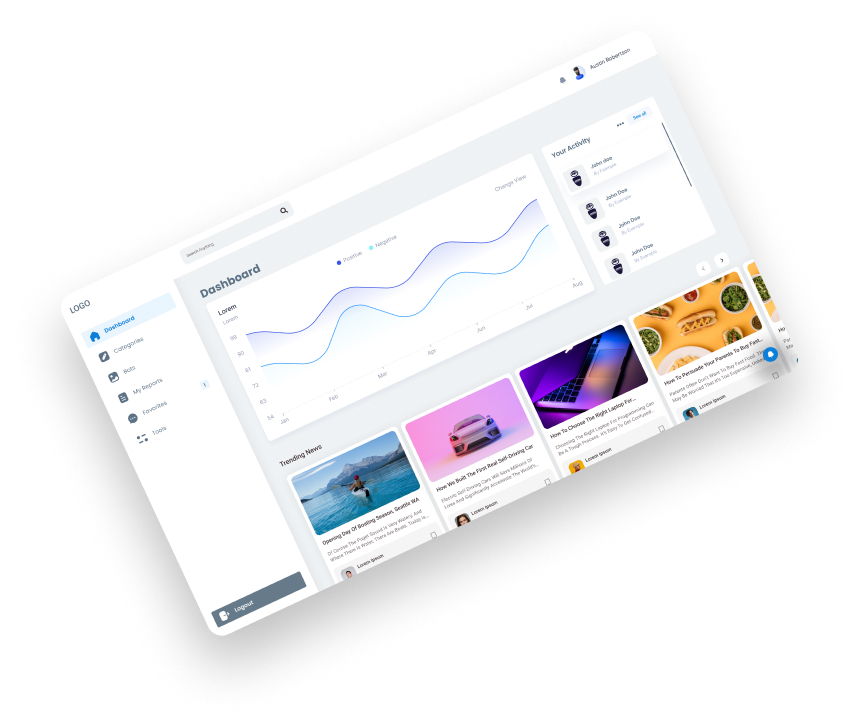 LOGO
Dashboard
Categories
Bots
My Reports
1
Favorites
Tools
Logout
Search Anything
Austin Robertson
Dashboard
Lorem
Lorem
Positive
Negative
Change View
98
90
81
72
63
54
Jan
Feb
Mar
Apr
Jun
Jul
Aug
Your Activity
See all
John doe
By Example
John Doe
By Example
John Doe
By Example
John Doe
By Example
Trending News
Opening Day Of Boating Season, Seattle WA
Of Course The Puget Sound Is Very Watery, And
Where There Is Water, There Are Boats. Today Is...
Lorem Ipsum
How We Built The First Real Self-Driving Car
Electric Self-Driving Cars Will Save Millions Of
Lives And Significantly Accelerate The World's...
Lorem Ipsum
How To Choose The Right Laptop For...
Choosing The Right Laptop For Programming Can
Be A Tough Process. It's Easy To Get Confused...
Lorem Ipsum
How To Persuade Your Parents To Buy Fast...
Parents Often Don't Want To Buy Fast Food. They
May Be Worried That It's Too Expensive,
Lorem Ipsum